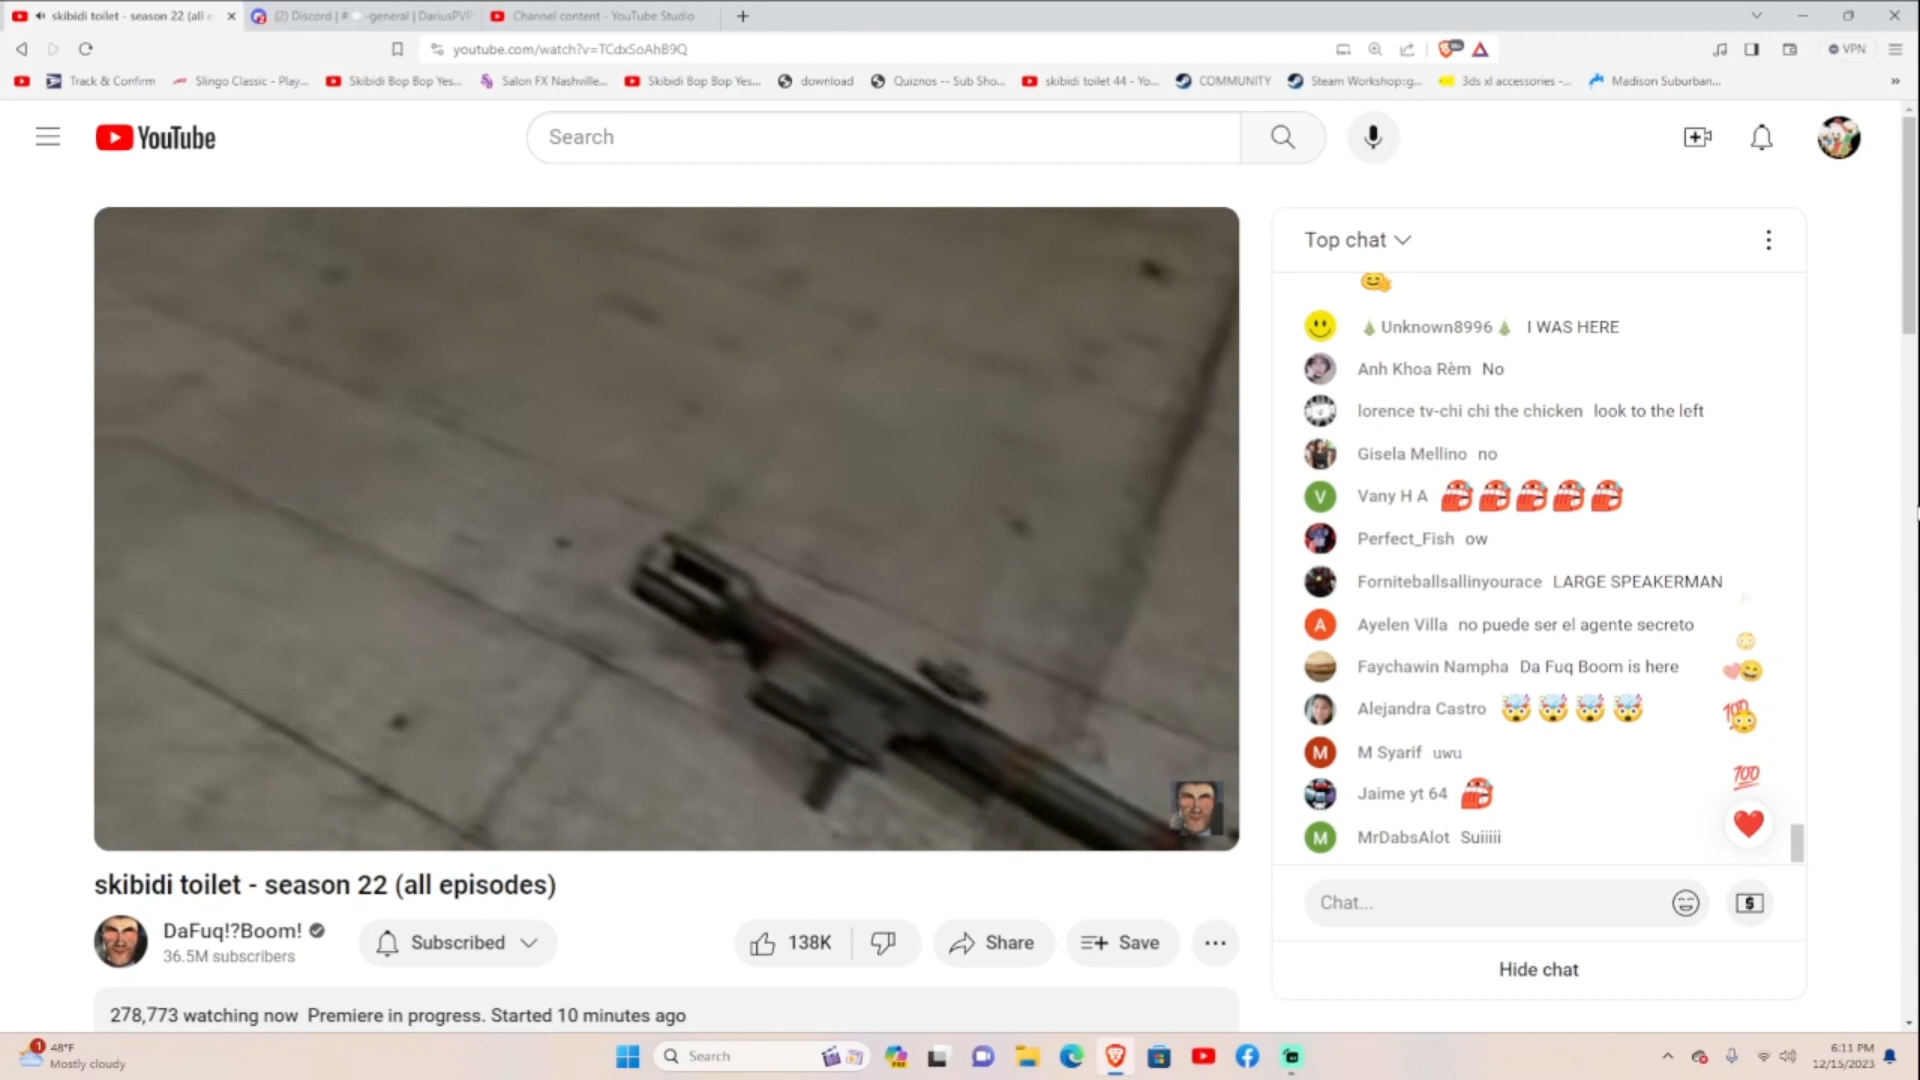 skibidi toilet - season 22 (all e
(2) Discord | #
-general | DariusPVP
Channel content - YouTube Studio
youtube.com/watch?v=TCdxSoAhB9Q
VPN
Track & Confirm
Slingo Classic - Play...
Skibidi Bop Bop Yes...
Salon FX Nashville...
Skibidi Bop Bop Yes...
download
Quiznos -- Sub Sho...
skibidi toilet 44 - Yo...
COMMUNITY
Steam Workshop::g...
3ds xl accessories -...
Madison Suburban...
YouTube
Search
Top chat
Unknown8996 I WAS HERE
Anh Khoa Rèm No
lorence tv-chi chi the chicken look to the left
Gisela Mellino no
V Vany H A
Perfect_Fish ow
Forniteballsallinyourace LARGE SPEAKERMAN
A Ayelen Villa no puede ser el agente secreto
Faychawin Nampha Da Fuq Boom is here
Alejandra Castro
M M Syarif uwu
Jaime yt 64
M MrDabsAlot Suiiiii
Chat...
Hide chat
skibidi toilet - season 22 (all episodes)
DaFuq!?Boom!
36.5M subscribers
Subscribed
138K
Share
Save
278,773 watching now Premiere in progress. Started 10 minutes ago
1
48°F
Mostly cloudy
Search
6:11 PM
12/15/2023